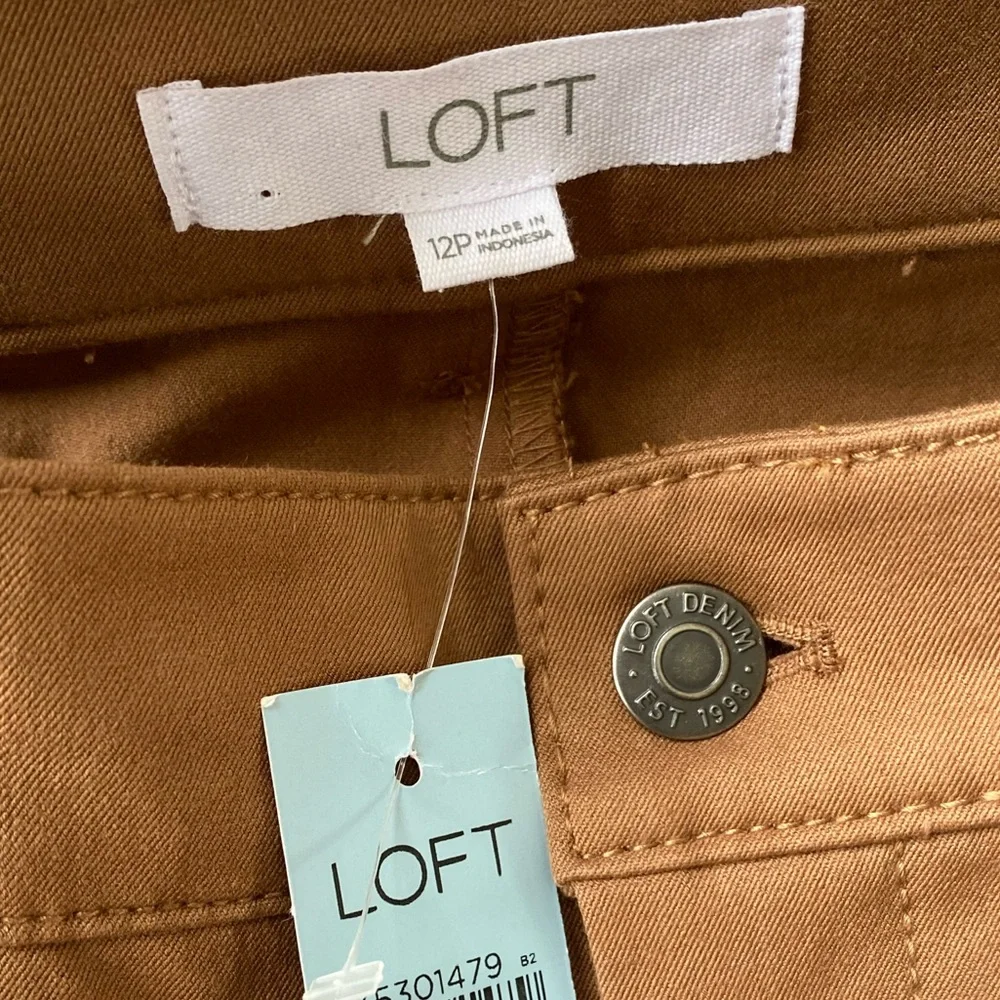 LOFT
12P MADE IN
INDONESIA
LOFT DENIM
· EST 1998 ·
LOFT
5301479 B2